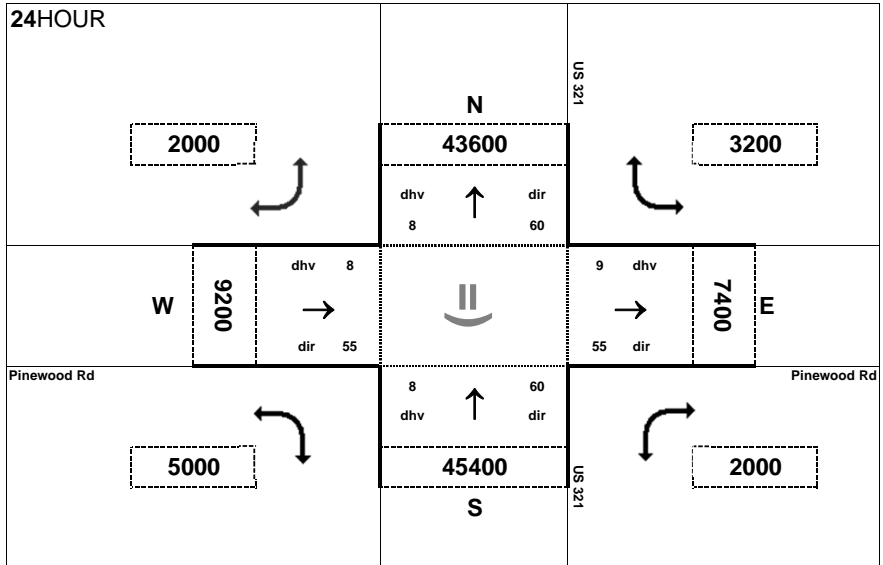 24HOUR
US 321
N
2000
43600
3200
dhv
dir
8
60
dhv 8
9 dhv
W
9200
7400
E
dir 55
55 dir
Pinewood Rd
Pinewood Rd
8
60
dhv
dir
5000
45400
2000
US 321
S